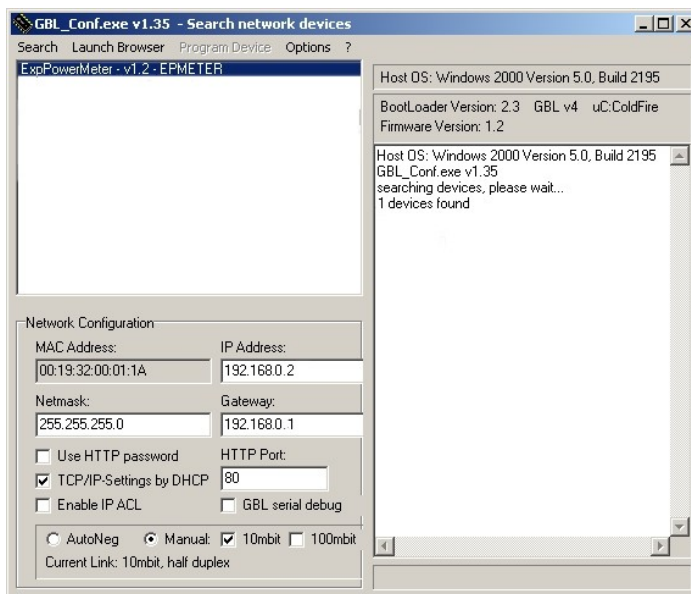 GBL_Conf.exe v1.35 - Search network devices
Search Launch Browser Program Device Options ?
ExpPowerMeter - v1.2 - EPMETER
Host OS: Windows 2000 Version 5.0, Build 2195
BootLoader Version: 2.3 GBL v4 uC:ColdFire
Firmware Version: 1.2
Host OS: Windows 2000 Version 5.0, Build 2195
GBL_Conf.exe v1.35
searching devices, please wait...
1 devices found
Network Configuration
MAC Address: IP Address:
00:19:32:00:01:1A 192.168.0.2
Netmask: Gateway:
255.255.255.0 192.168.0.1
Use HTTP password HTTP Port:
TCP/IP-Settings by DHCP 80
Enable IP ACL GBL serial debug
AutoNeg Manual: 10mbit 100mbit
Current Link: 10mbit, half duplex